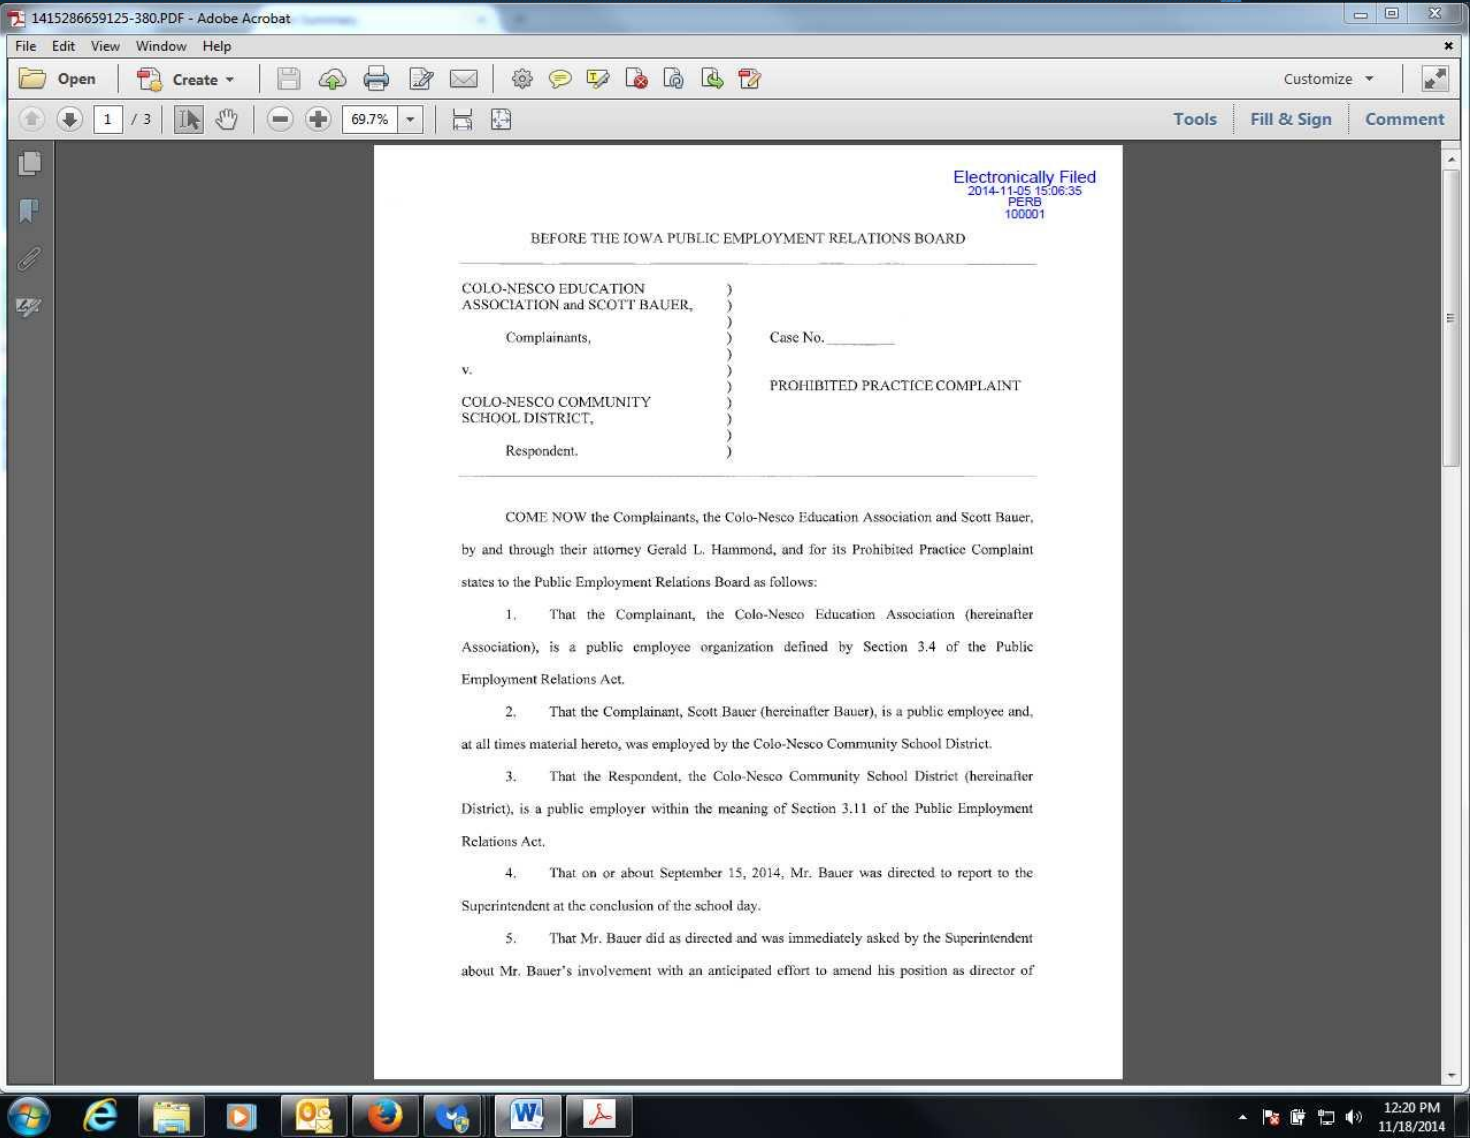 1415286659125-380.PDF - Adobe Acrobat
File Edit View Window Help
Open Create Customize
1 / 3 69.7% Tools Fill & Sign Comment
Electronically Filed
2014-11-05 15:06:35
PERB
100001
BEFORE THE IOWA PUBLIC EMPLOYMENT RELATIONS BOARD
COLO-NESCO EDUCATION )
ASSOCIATION and SCOTT BAUER, )
)
Complainants, ) Case No. ________
)
v. )
) PROHIBITED PRACTICE COMPLAINT
COLO-NESCO COMMUNITY )
SCHOOL DISTRICT, )
)
Respondent. )
COME NOW the Complainants, the Colo-Nesco Education Association and Scott Bauer,
by and through their attorney Gerald L. Hammond, and for its Prohibited Practice Complaint
states to the Public Employment Relations Board as follows:
1. That the Complainant, the Colo-Nesco Education Association (hereinafter
Association), is a public employee organization defined by Section 3.4 of the Public
Employment Relations Act.
2. That the Complainant, Scott Bauer (hereinafter Bauer), is a public employee and,
at all times material hereto, was employed by the Colo-Nesco Community School District.
3. That the Respondent, the Colo-Nesco Community School District (hereinafter
District), is a public employer within the meaning of Section 3.11 of the Public Employment
Relations Act.
4. That on or about September 15, 2014, Mr. Bauer was directed to report to the
Superintendent at the conclusion of the school day.
5. That Mr. Bauer did as directed and was immediately asked by the Superintendent
about Mr. Bauer's involvement with an anticipated effort to amend his position as director of
12:20 PM
11/18/2014